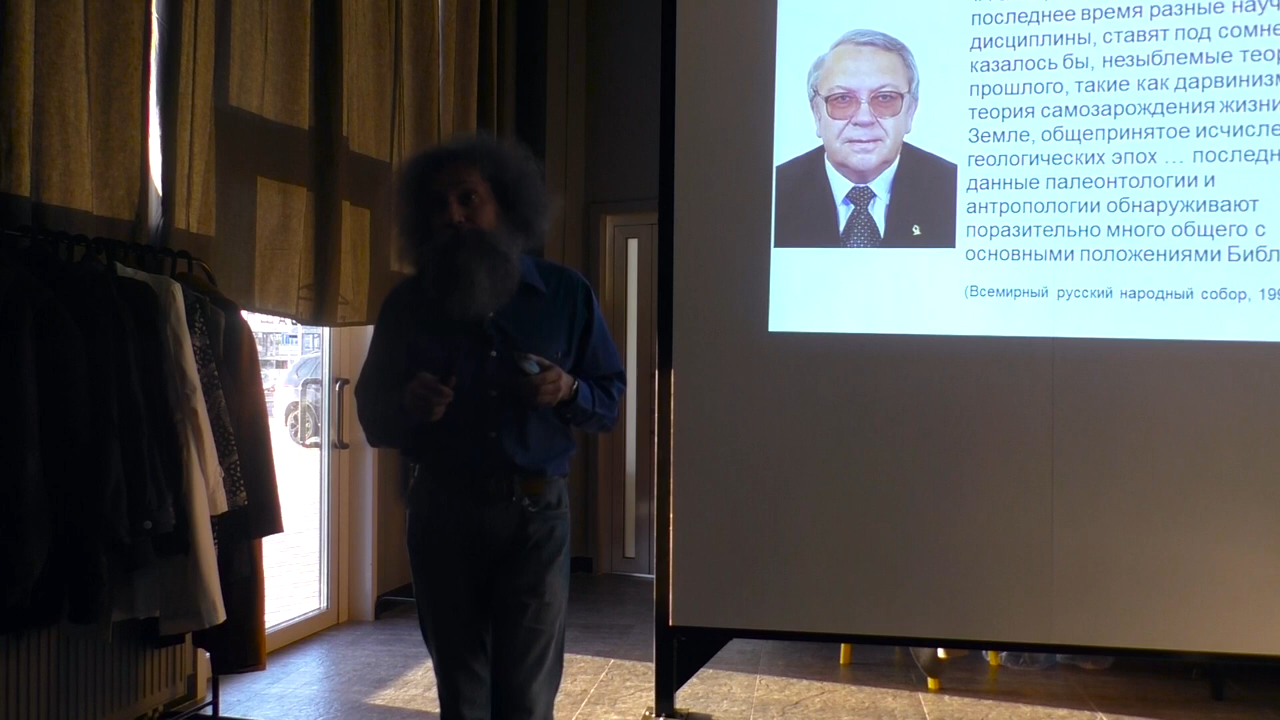 последнее время разные науч
дисциплины, ставят под сомне
казалось бы, незыблемые теор
прошлого, такие как дарвинизм
теория самозарождения жизни
Земле, общепринятое исчисле
геологических эпох … последн
данные палеонтологии и
антропологии обнаруживают
поразительно много общего с
основными положениями Библ
(Всемирный русский народный собор, 199